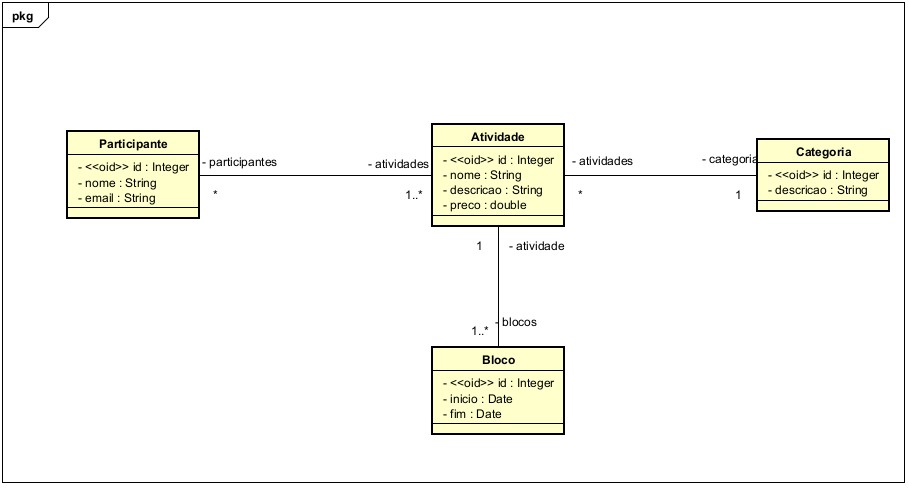 pkg
Participante
- <<oid>> id : Integer
- nome : String
- email : String
- participantes
*
- atividades
1..*
Atividade
- <<oid>> id : Integer
- nome : String
- descricao : String
- preco : double
- atividades
*
- categoria
1
Categoria
- <<oid>> id : Integer
- descricao : String
1
- atividade
1..*
- blocos
Bloco
- <<oid>> id : Integer
- inicio : Date
- fim : Date